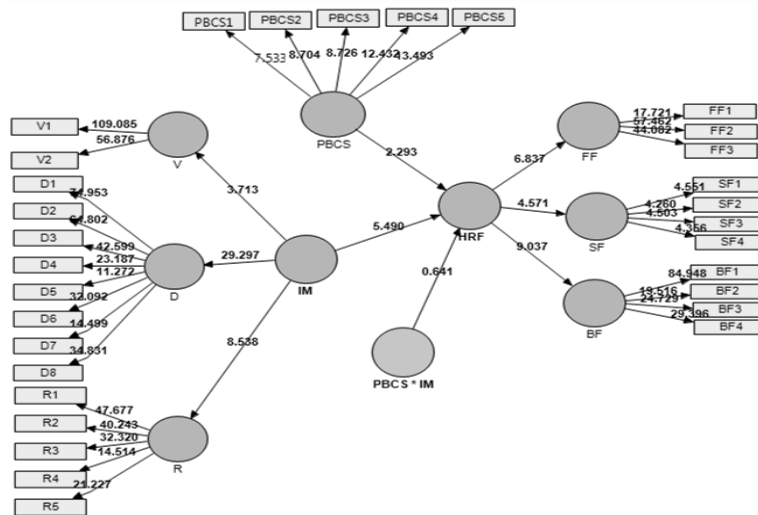 PBCS1 PBCS2 PBCS3 PBCS4 PBCS5
7.533 8.704 8.726 12.432 13.493
PBCS
2.293
V1 109.085
V2 56.876
V
3.713
D1 74.953
D2 64.802
D3 42.599
D4 23.187
D5 11.272
D6 32.092
D7 14.499
D8 34.831
D
29.297
IM
5.490
HRF
8.538
R1 47.677
R2 40.243
R3 32.320
R4 14.514
R5 21.227
R
0.641
PBCS * IM
6.837
FF
17.721 FF1
57.462 FF2
44.082 FF3
4.571
SF
4.551 SF1
4.260 SF2
4.503 SF3
4.356 SF4
9.037
BF
84.948 BF1
19.516 BF2
24.729 BF3
29.396 BF4